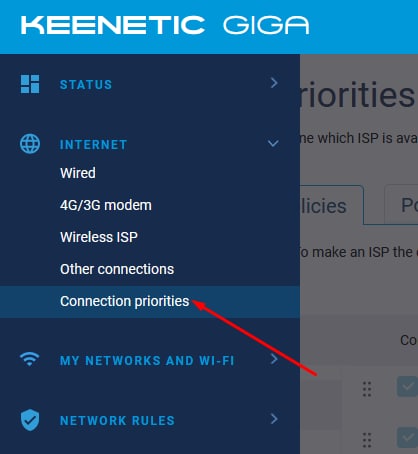 KEENETIC GIGA
riorities
STATUS
ne which ISP is ava
INTERNET
Wired
4G/3G modem
licies
Po
Wireless ISP
o make an ISP the
Other connections
Connection priorities
Co
MY NETWORKS AND WI-FI
NETWORK RULES